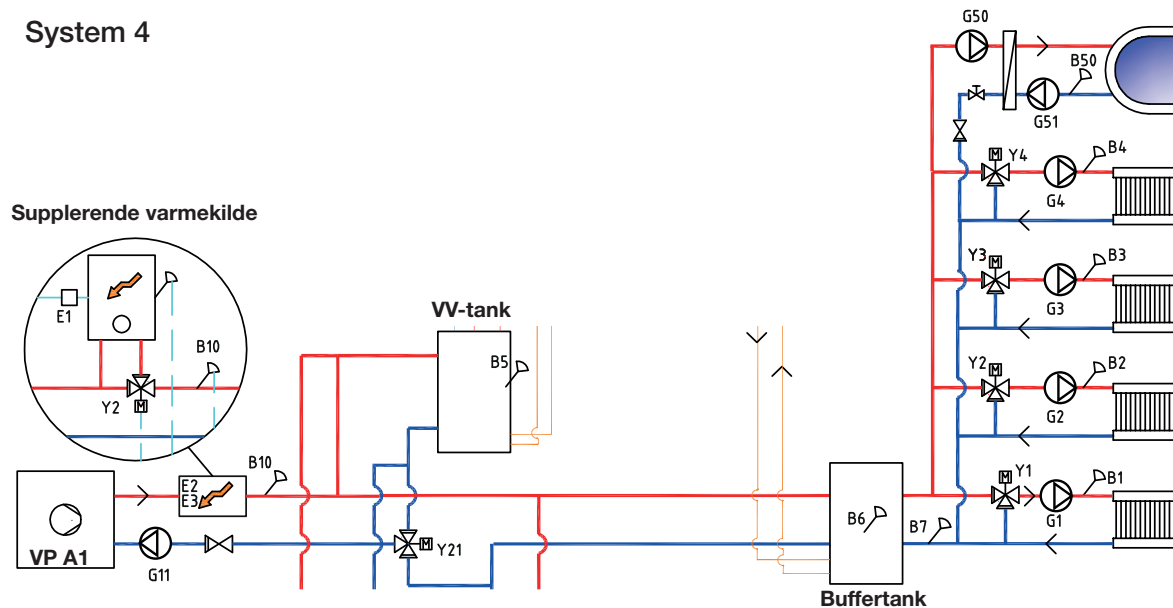 System 4
G50
B50
G51
B4
Y4
G4
Supplerende varmekilde
Y3
B3
G3
E1
VV-tank
B10
B5
Y2
Y2
B2
G2
B10
E2
E3
Y1
B1
B6
B7
G1
VP A1
G11
M
Y21
M
M
M
M
M
Buffertank